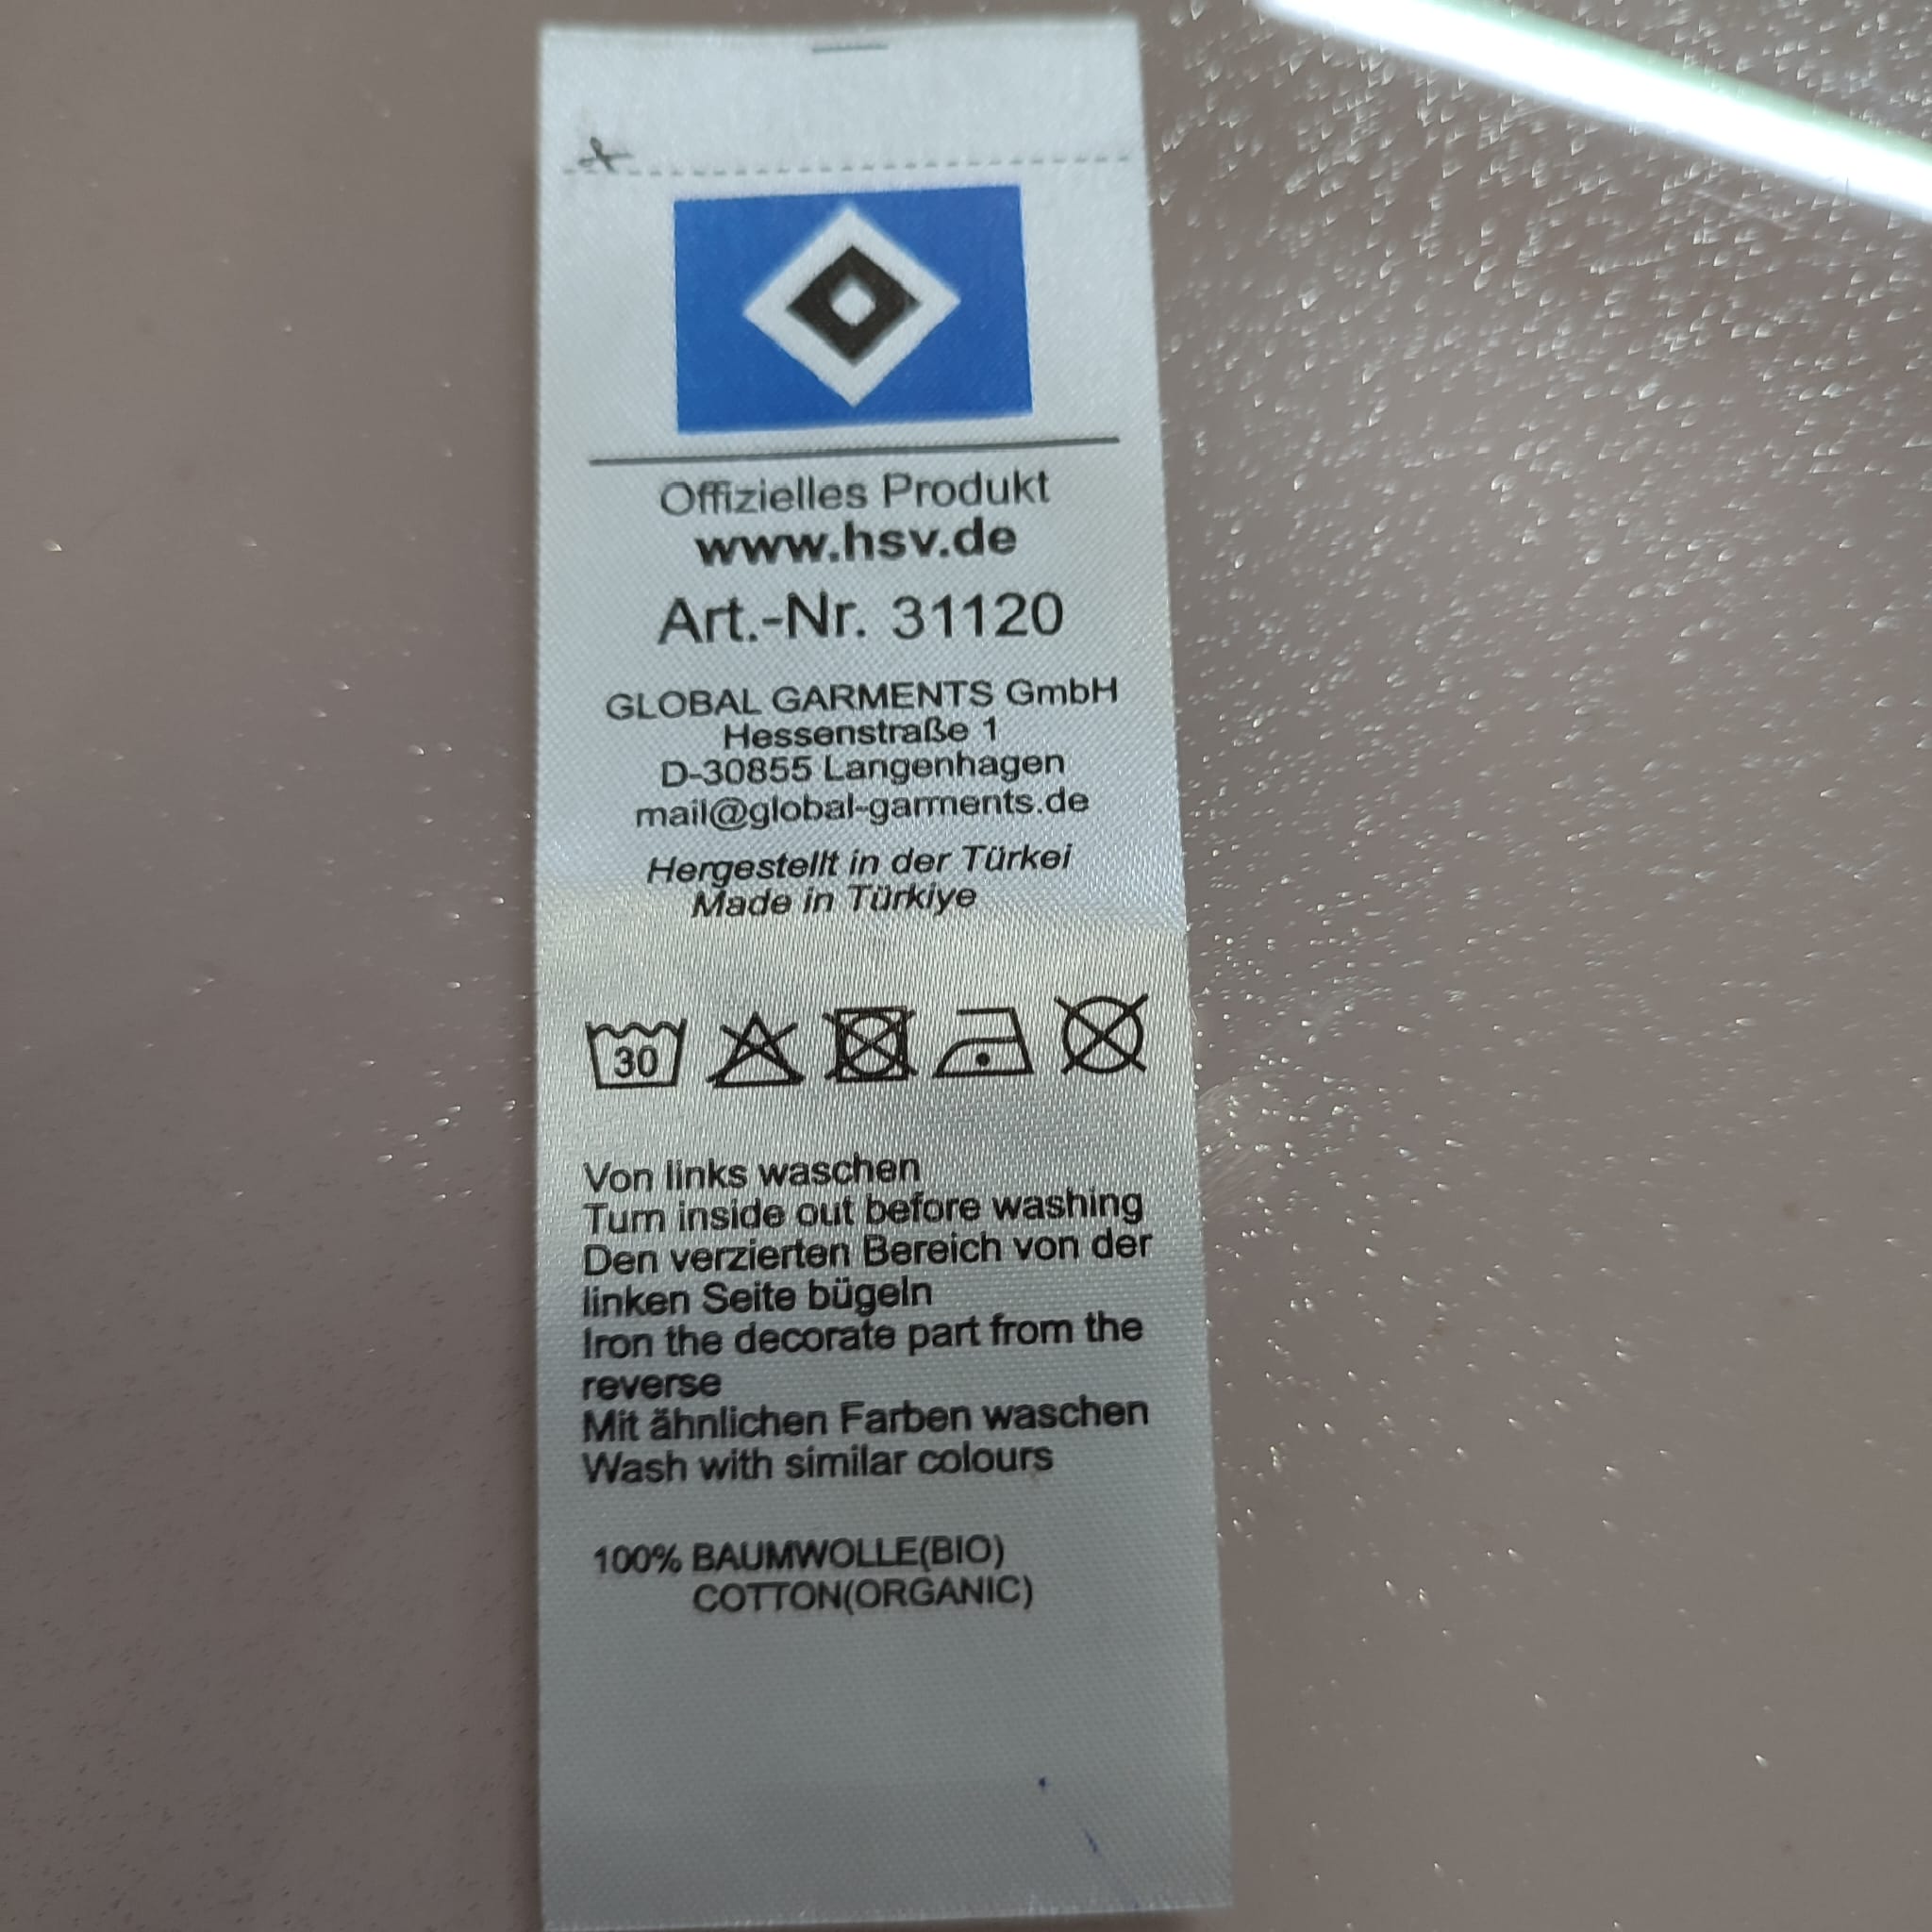 Offizielles Produkt
www.hsv.de
Art.-Nr. 31120
GLOBAL GARMENTS GmbH
Hessenstraße 1
D-30855 Langenhagen
mail@global-garments.de
Hergestellt in der Türkei
Made in Türkiye
30
Von links waschen
Turn inside out before washing
Den verzierten Bereich von der
linken Seite bügeln
Iron the decorate part from the
reverse
Mit ähnlichen Farben waschen
Wash with similar colours
100% BAUMWOLLE(BIO)
COTTON(ORGANIC)